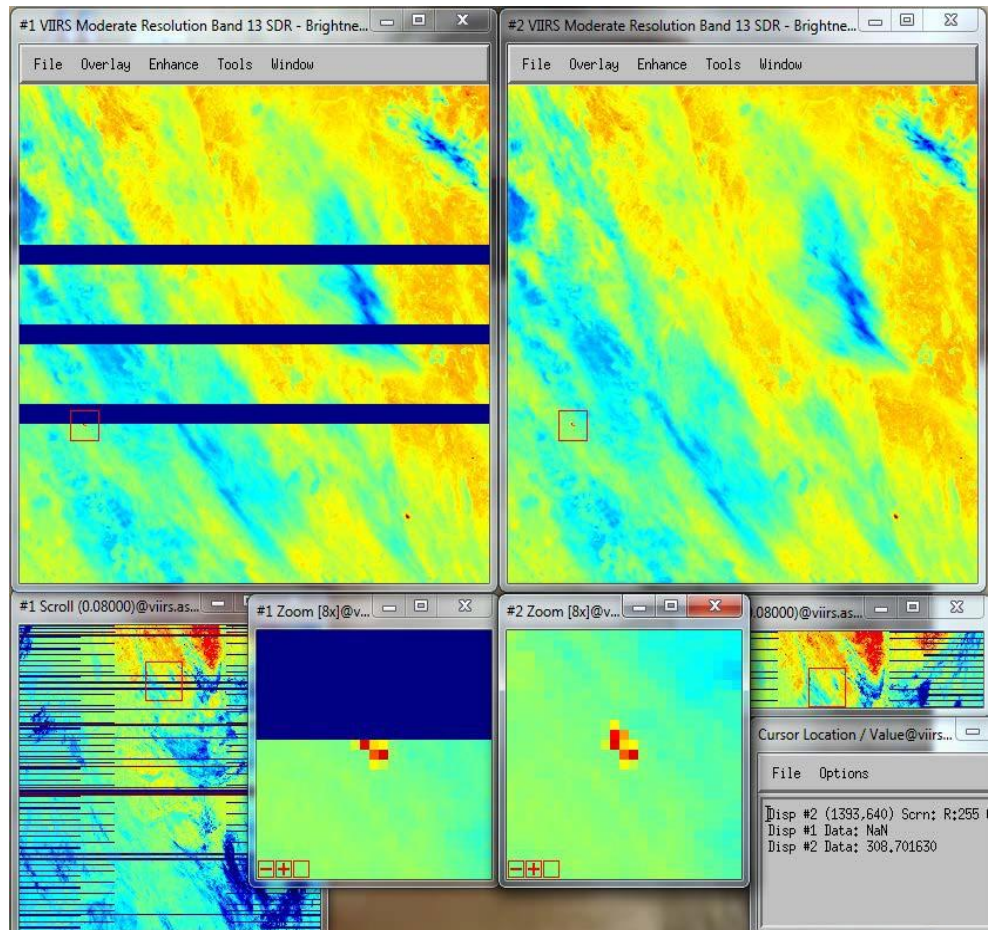 #1 VIIRS Moderate Resolution Band 13 SDR - Brightne...
File Overlay Enhance Tools Window
#2 VIIRS Moderate Resolution Band 13 SDR - Brightne...
File Overlay Enhance Tools Window
#1 Scroll (0.08000)@viirs.as...
#1 Zoom [8x]@v...
#2 Zoom [8x]@v...
0.08000)@viirs.as...
Cursor Location / Value@viirs...
File Options
Disp #2 (1393,640) Scrn: R:255
Disp #1 Data: NaN
Disp #2 Data: 308.701630